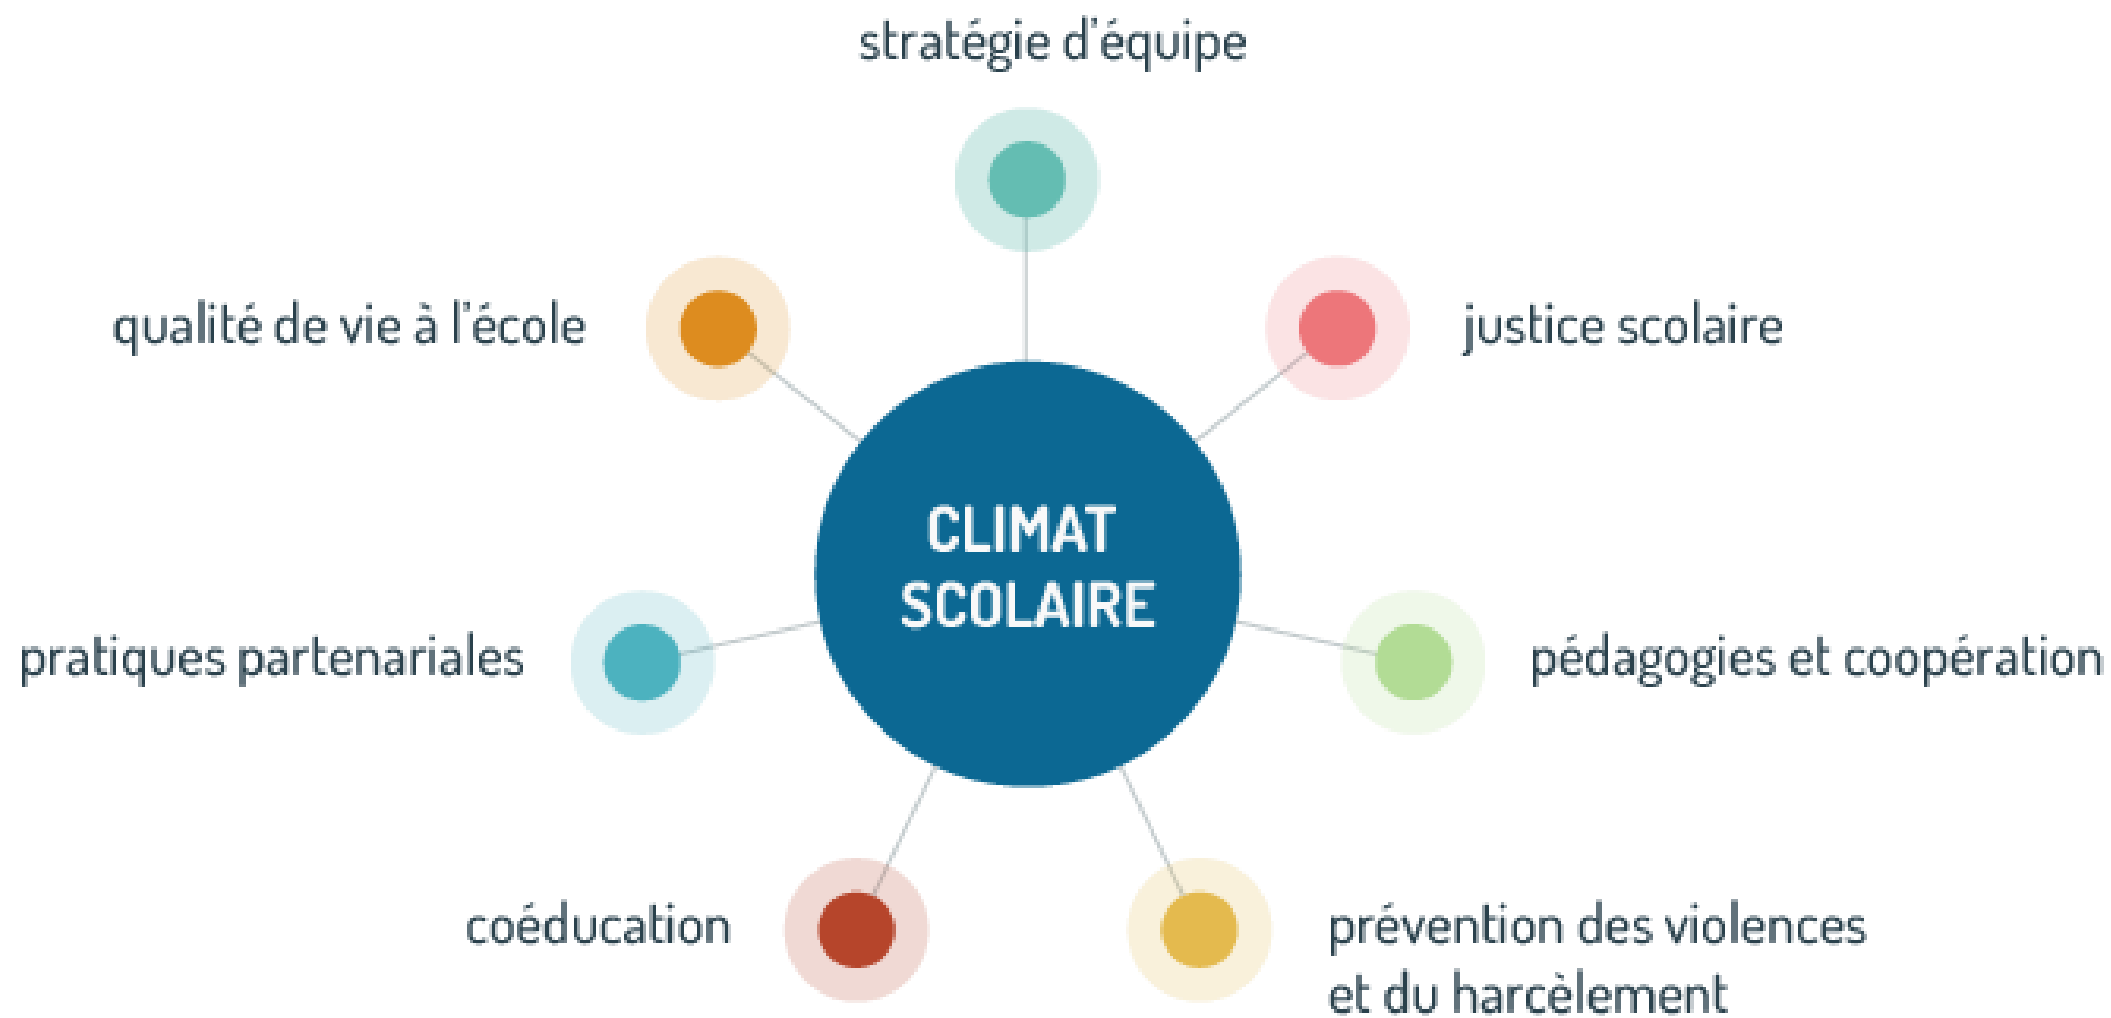 stratégie d'équipe
qualité de vie à l'école
justice scolaire
CLIMAT
SCOLAIRE
pratiques partenariales
pédagogies et coopération
coéducation
prévention des violences
et du harcèlement